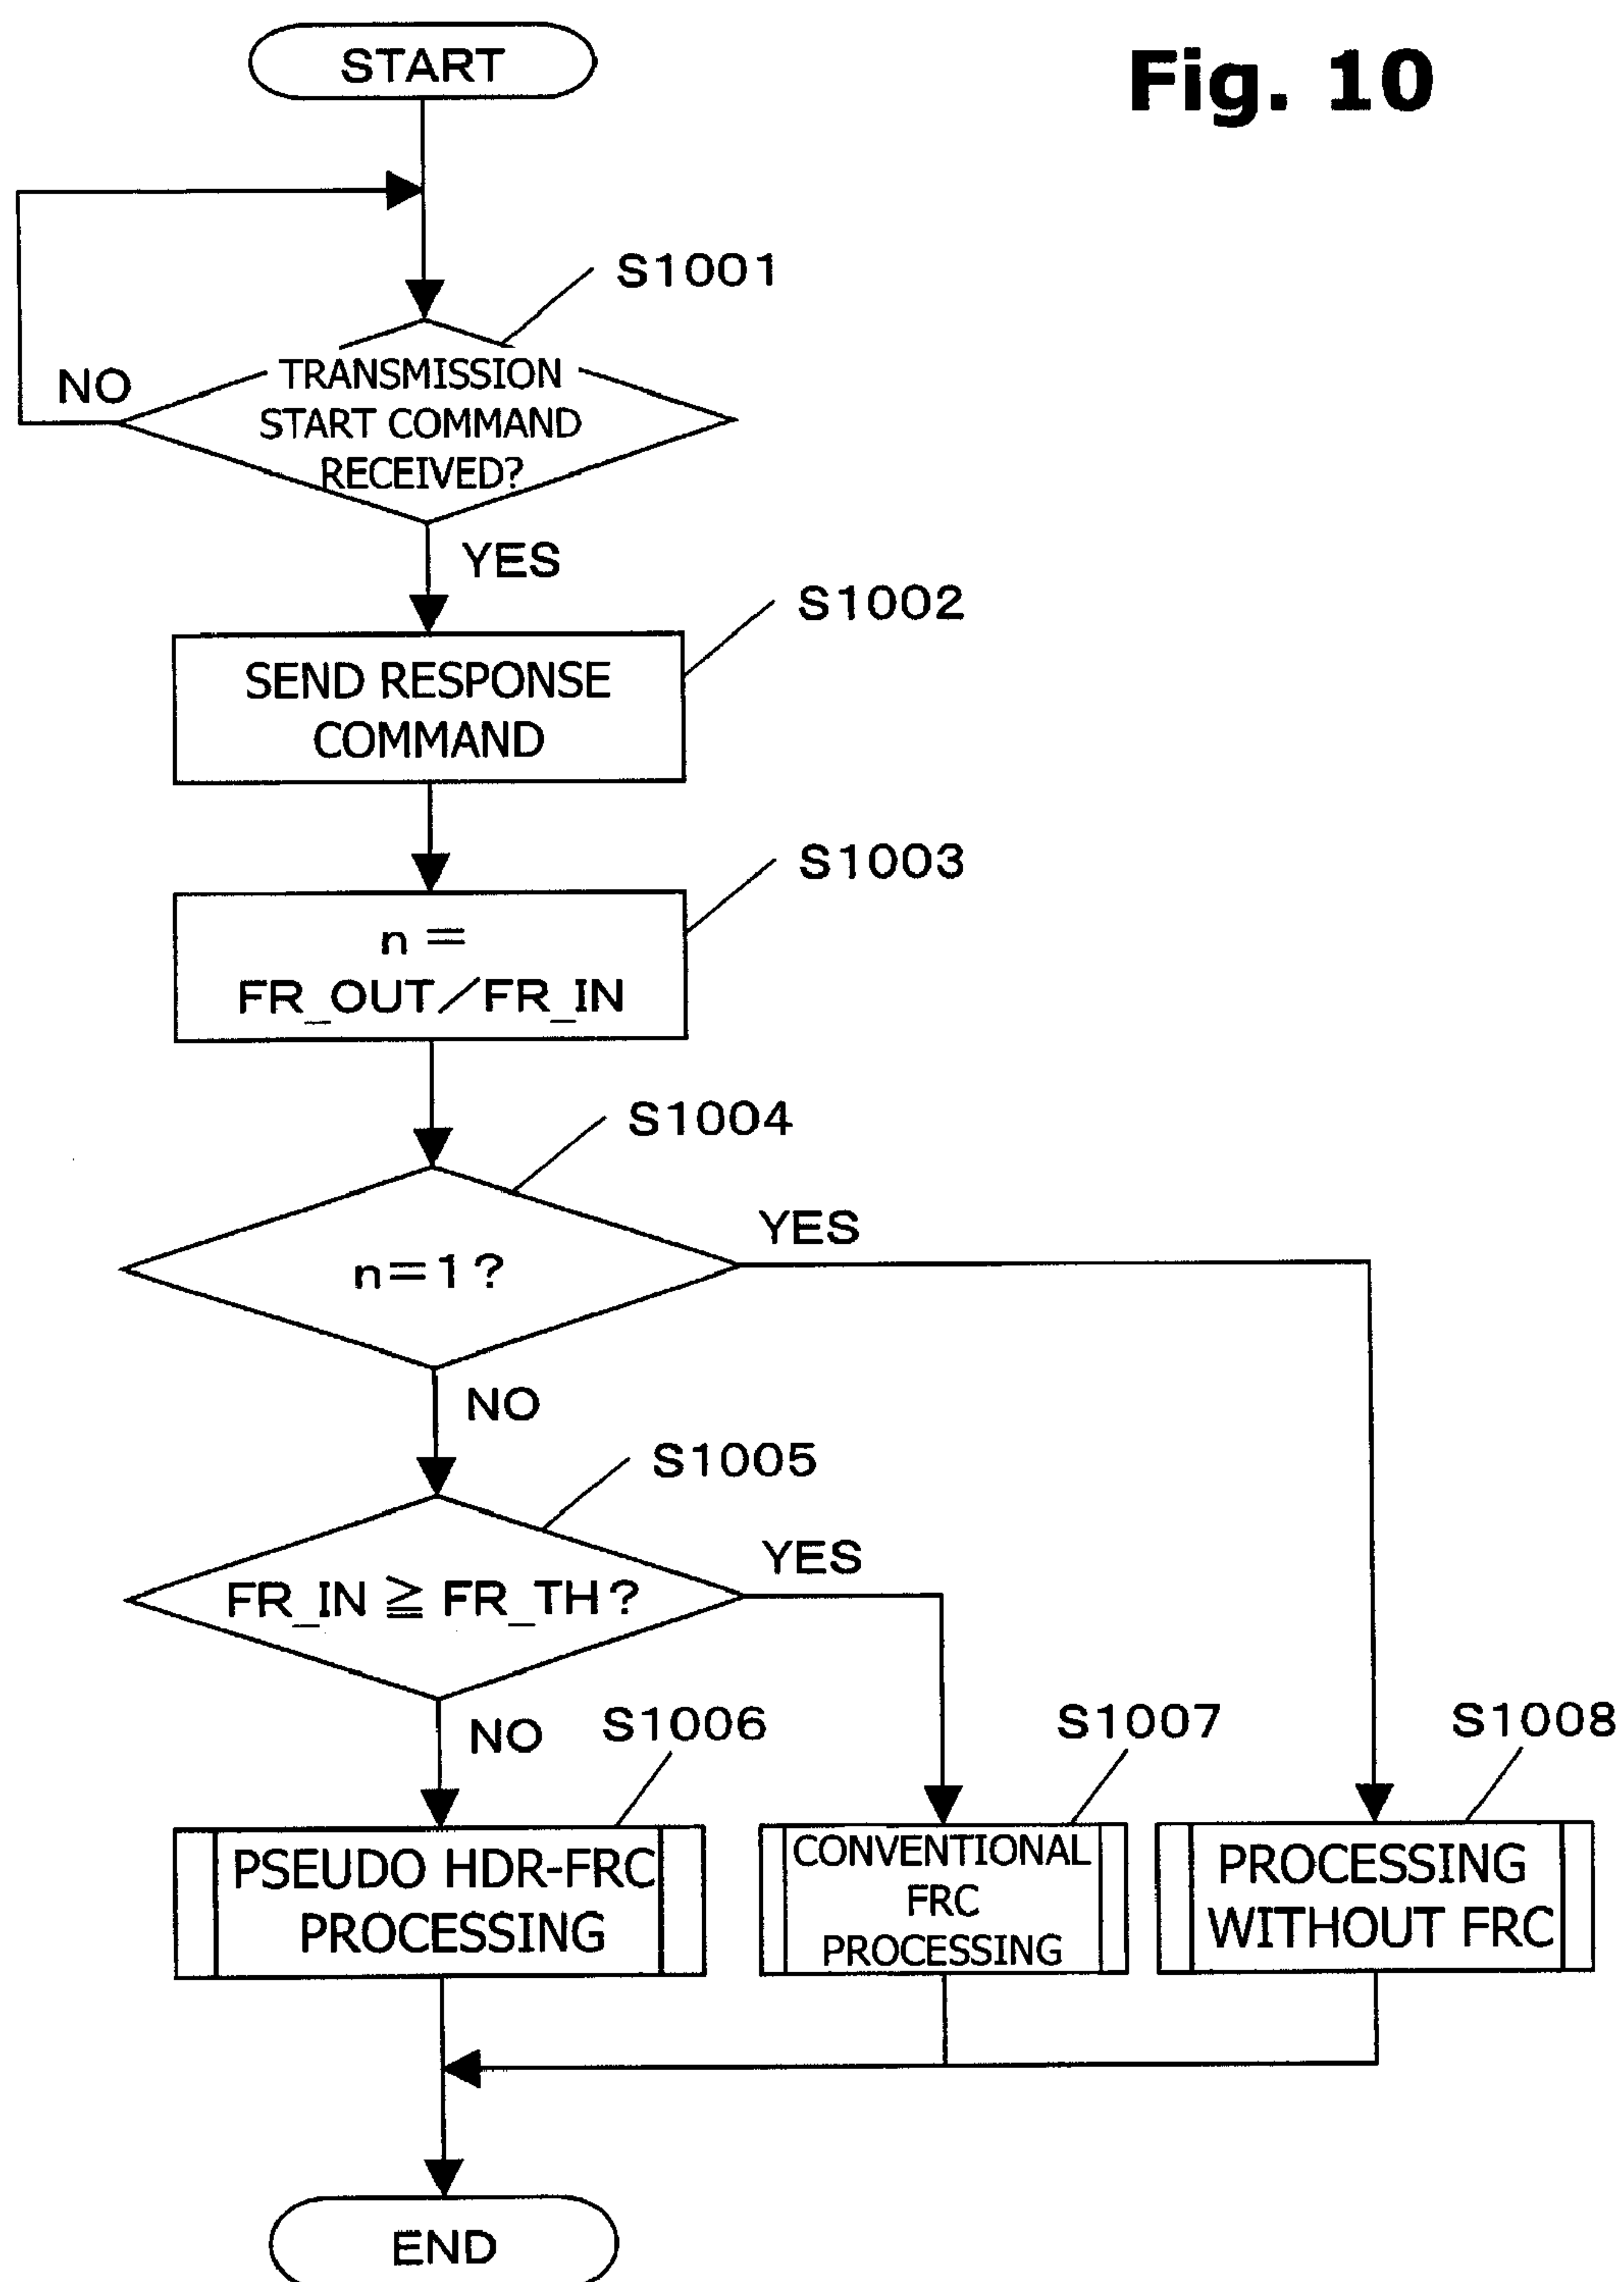 START
Fig. 10
S1001
NO
TRANSMISSION
START COMMAND
RECEIVED?
YES
S1002
SEND RESPONSE
COMMAND
S1003
n =
FR_OUT/FR_IN
S1004
YES
n=1?
NO
S1005
YES
FR_IN ≧ FR_TH?
NO
S1006
S1007
S1008
PSEUDO HDR-FRC
PROCESSING
CONVENTIONAL
FRC
PROCESSING
PROCESSING
WITHOUT FRC
END